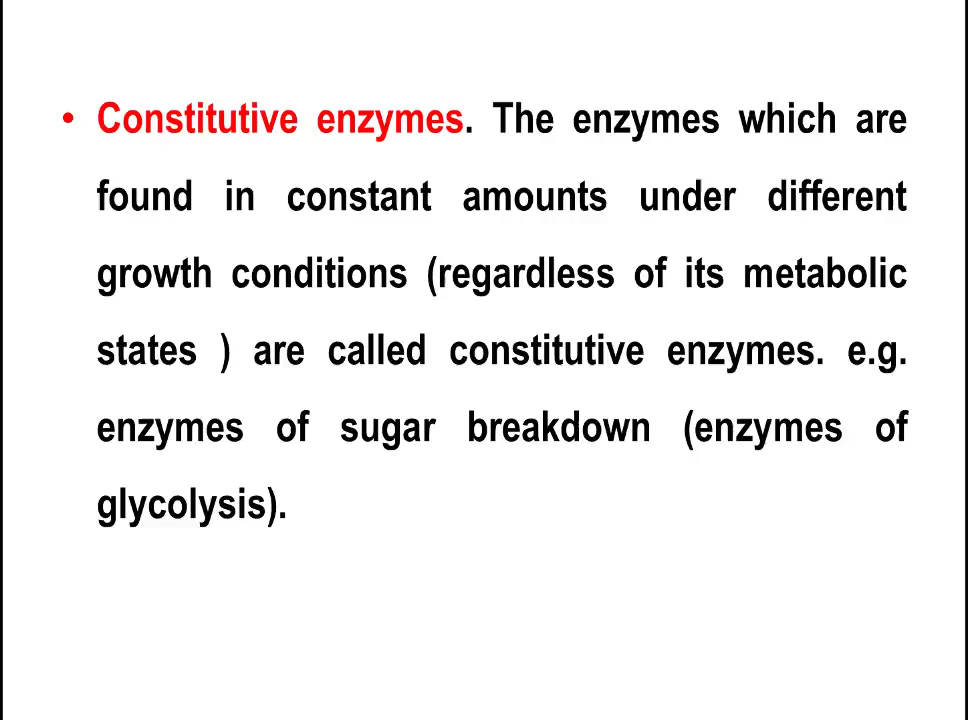 • Constitutive enzymes. The enzymes which are
found in constant amounts under different
growth conditions (regardless of its metabolic
states ) are called constitutive enzymes. e.g.
enzymes of sugar breakdown (enzymes of
glycolysis).